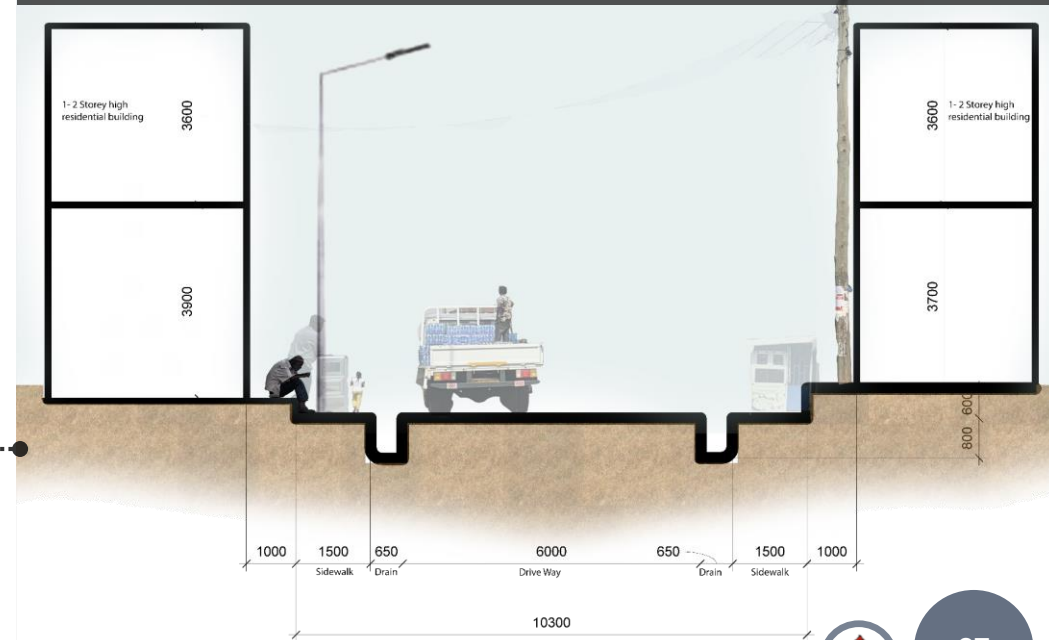 1- 2 Storey high
residential building
3600
3900
3600
1- 2 Storey high
residential building
3700
600
800
1000
1500
650
6000
650
1500
1000
Sidewalk
Drain
Drive Way
Drain
Sidewalk
10300